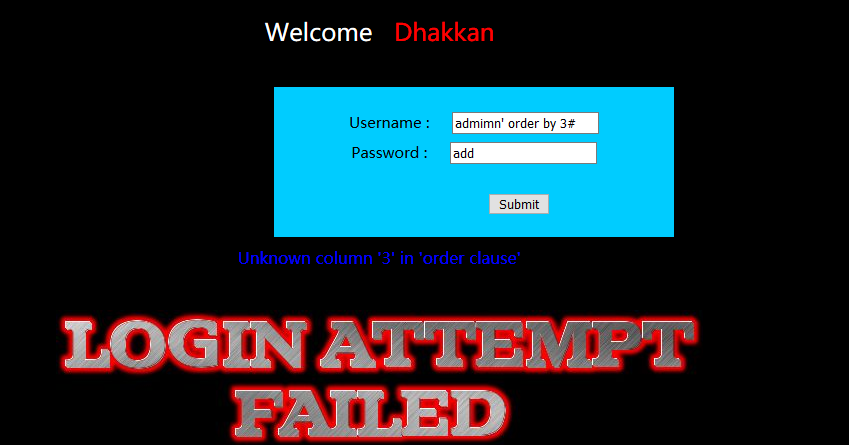 Welcome Dhakkan
Username : admimn' order by 3#
Password : add
Submit
Unknown column '3' in 'order clause'
LOGIN ATTEMPT
FAILED